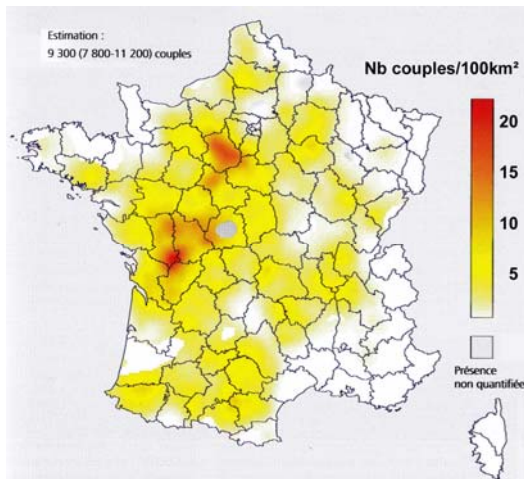 Estimation :
9 300 (7 800-11 200) couples
Nb couples/100km²
20
15
10
5
Présence
non quantifiée